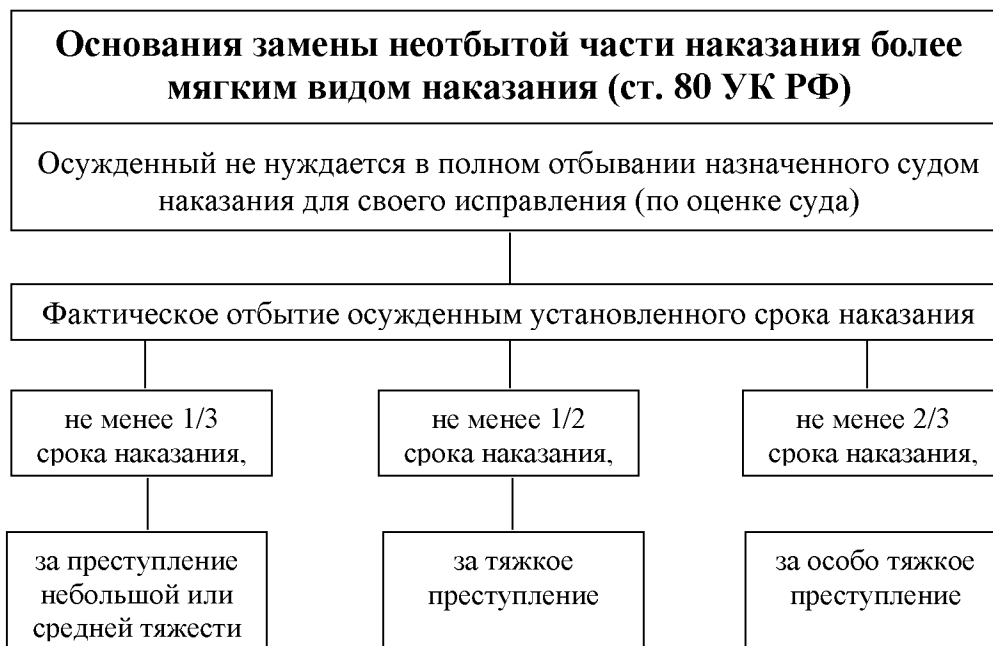 Основания замены неотбытой части наказания более
мягким видом наказания (ст. 80 УК РФ)
Осужденный не нуждается в полном отбывании назначенного судом
наказания для своего исправления (по оценке суда)
Фактическое отбытие осужденным установленного срока наказания
не менее 1/3
срока наказания,
не менее 1/2
срока наказания,
не менее 2/3
срока наказания,
за преступление
небольшой или
средней тяжести
за тяжкое
преступление
за особо тяжкое
преступление